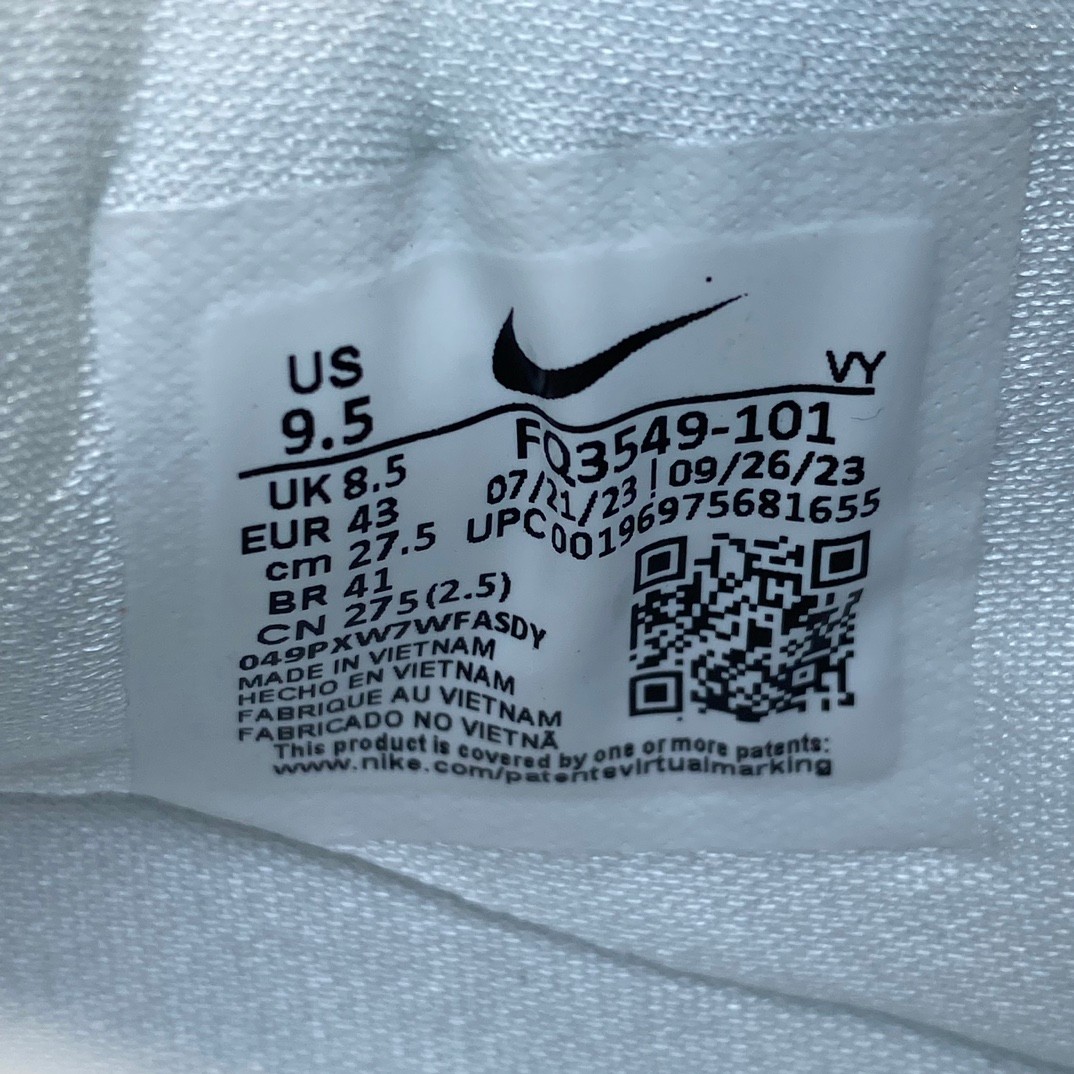 US
9.5
UK 8.5
EUR 43
cm 27.5
BR 41
CN 275(2.5)
049PXW7WFASDY
MADE IN VIETNAM
HECHO EN VIETNAM
FABRIQUE AU VIETNAM
FABRICADO NO VIETNÃ
VY
FQ3549-101
07/21/23 | 09/26/23
UPC00196975681655
This product is covered by one or more patents:
www.nike.com/patentevirtualmarking